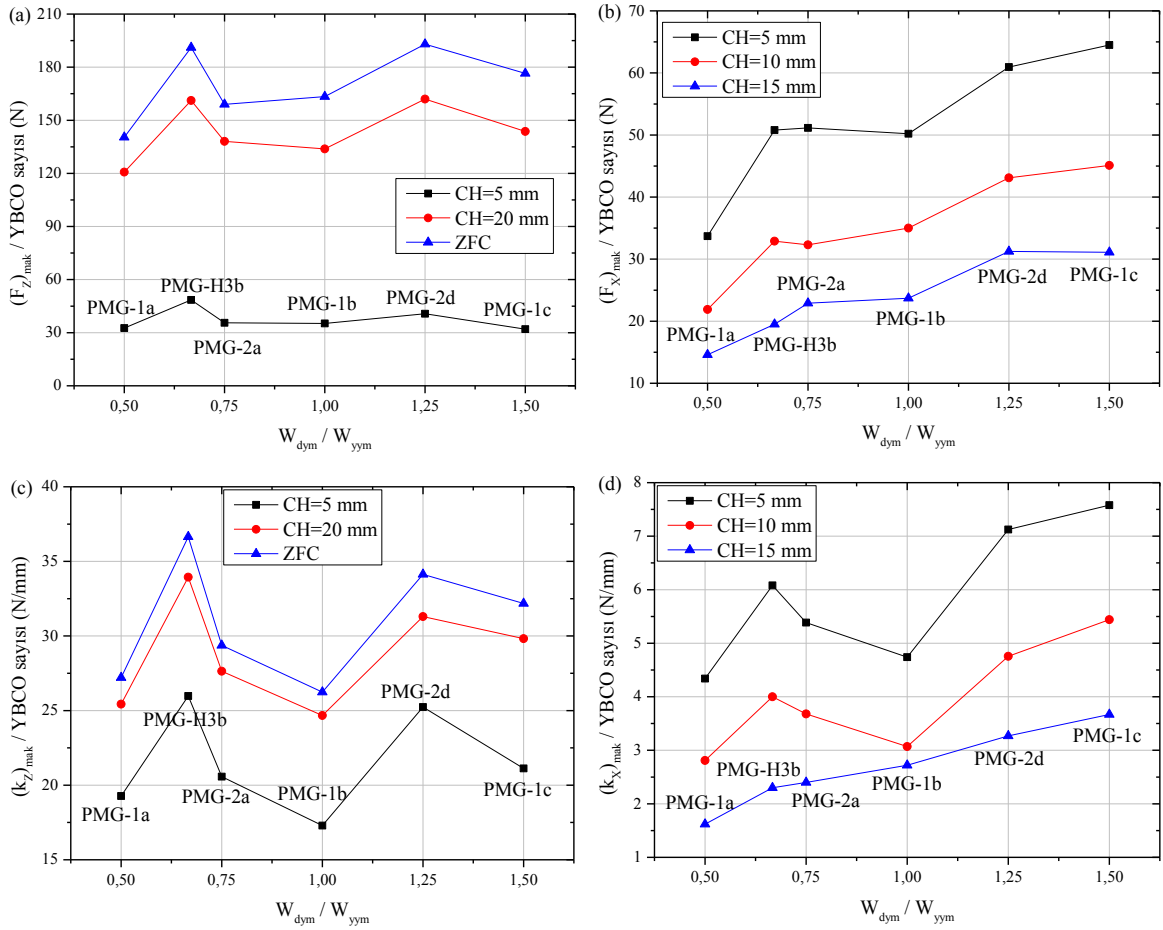 (a)
210
180
150
120
90
60
30
0
(F_Z)_mak / YBCO sayısı (N)
CH=5 mm
CH=20 mm
ZFC
PMG-1a
PMG-H3b
PMG-2a
PMG-1b
PMG-2d
PMG-1c
0,50 0,75 1,00 1,25 1,50
W_dym / W_yym
(b)
70
60
50
40
30
20
10
(F_X)_mak / YBCO sayısı (N)
CH=5 mm
CH=10 mm
CH=15 mm
PMG-1a
PMG-H3b
PMG-2a
PMG-1b
PMG-2d
PMG-1c
0,50 0,75 1,00 1,25 1,50
W_dym / W_yym
(c)
40
35
30
25
20
15
(k_Z)_mak / YBCO sayısı (N/mm)
CH=5 mm
CH=20 mm
ZFC
PMG-1a
PMG-H3b
PMG-2a
PMG-1b
PMG-2d
PMG-1c
0,50 0,75 1,00 1,25 1,50
W_dym / W_yym
(d)
8
7
6
5
4
3
2
1
(k_X)_mak / YBCO sayısı (N/mm)
CH=5 mm
CH=10 mm
CH=15 mm
PMG-1a
PMG-H3b
PMG-2a
PMG-1b
PMG-2d
PMG-1c
0,50 0,75 1,00 1,25 1,50
W_dym / W_yym